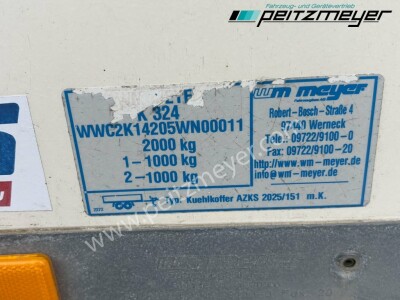 Fahrzeug- und Gerätevertrieb
peitzmeyer
K 324
WWC2K14205WN00011
2000 kg
1-1000 kg
2-1000 kg
Typ: Kuehlkoffer AZKS 2025/151 m.K.
wm meyer
Robert-Bosch-Straße 4
97440 Werneck
Telefon: 09722/9100-0
Fax: 09722/9100-20
http://www.wm-meyer.de
info@wm-meyer.de
www.peitzmeyer.com